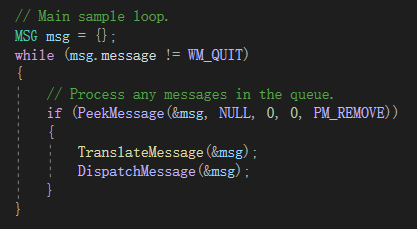 // Main sample loop.
MSG msg = {};
while (msg.message != WM_QUIT)
{
    // Process any messages in the queue.
    if (PeekMessage(&msg, NULL, 0, 0, PM_REMOVE))
    {
        TranslateMessage(&msg);
        DispatchMessage(&msg);
    }
}